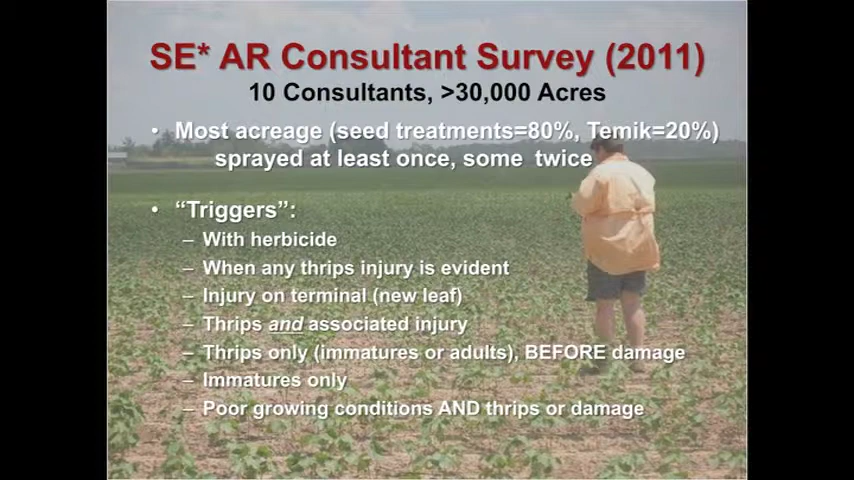 SE* AR Consultant Survey (2011)
10 Consultants, >30,000 Acres
• Most acreage (seed treatments=80%, Temik=20%)
sprayed at least once, some twice
• “Triggers”:
– With herbicide
– When any thrips injury is evident
– Injury on terminal (new leaf)
– Thrips and associated injury
– Thrips only (immatures or adults), BEFORE damage
– Immatures only
– Poor growing conditions AND thrips or damage